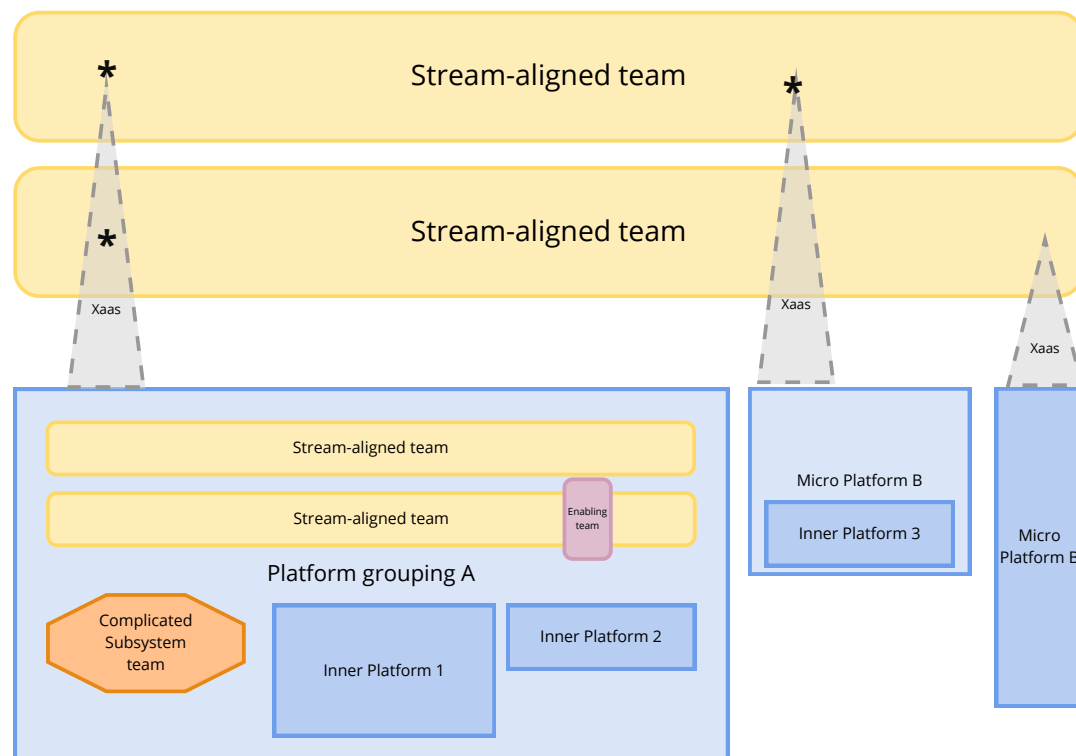 *
Stream-aligned team
*
Stream-aligned team
*
Xaas
Xaas
Xaas
Stream-aligned team
Stream-aligned team
Enabling
team
Platform grouping A
Complicated
Subsystem
team
Inner Platform 1
Inner Platform 2
Micro Platform B
Inner Platform 3
Micro
Platform B